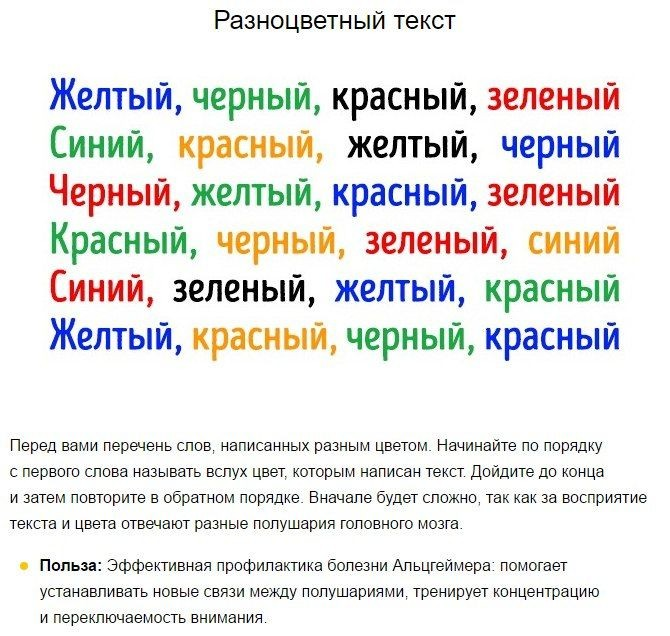 Разноцветный текст
Желтый, черный, красный, зеленый
Синий, красный, желтый, черный
Черный, желтый, красный, зеленый
Красный, черный, зеленый, синий
Синий, зеленый, желтый, красный
Желтый, красный, черный, красный
Перед вами перечень слов, написанных разным цветом. Начинайте по порядку
с первого слова называть вслух цвет, которым написан текст. Дойдите до конца
и затем повторите в обратном порядке. Вначале будет сложно, так как за восприятие
текста и цвета отвечают разные полушария головного мозга.
Польза: Эффективная профилактика болезни Альцгеймера: помогает
устанавливать новые связи между полушариями, тренирует концентрацию
и переключаемость внимания.